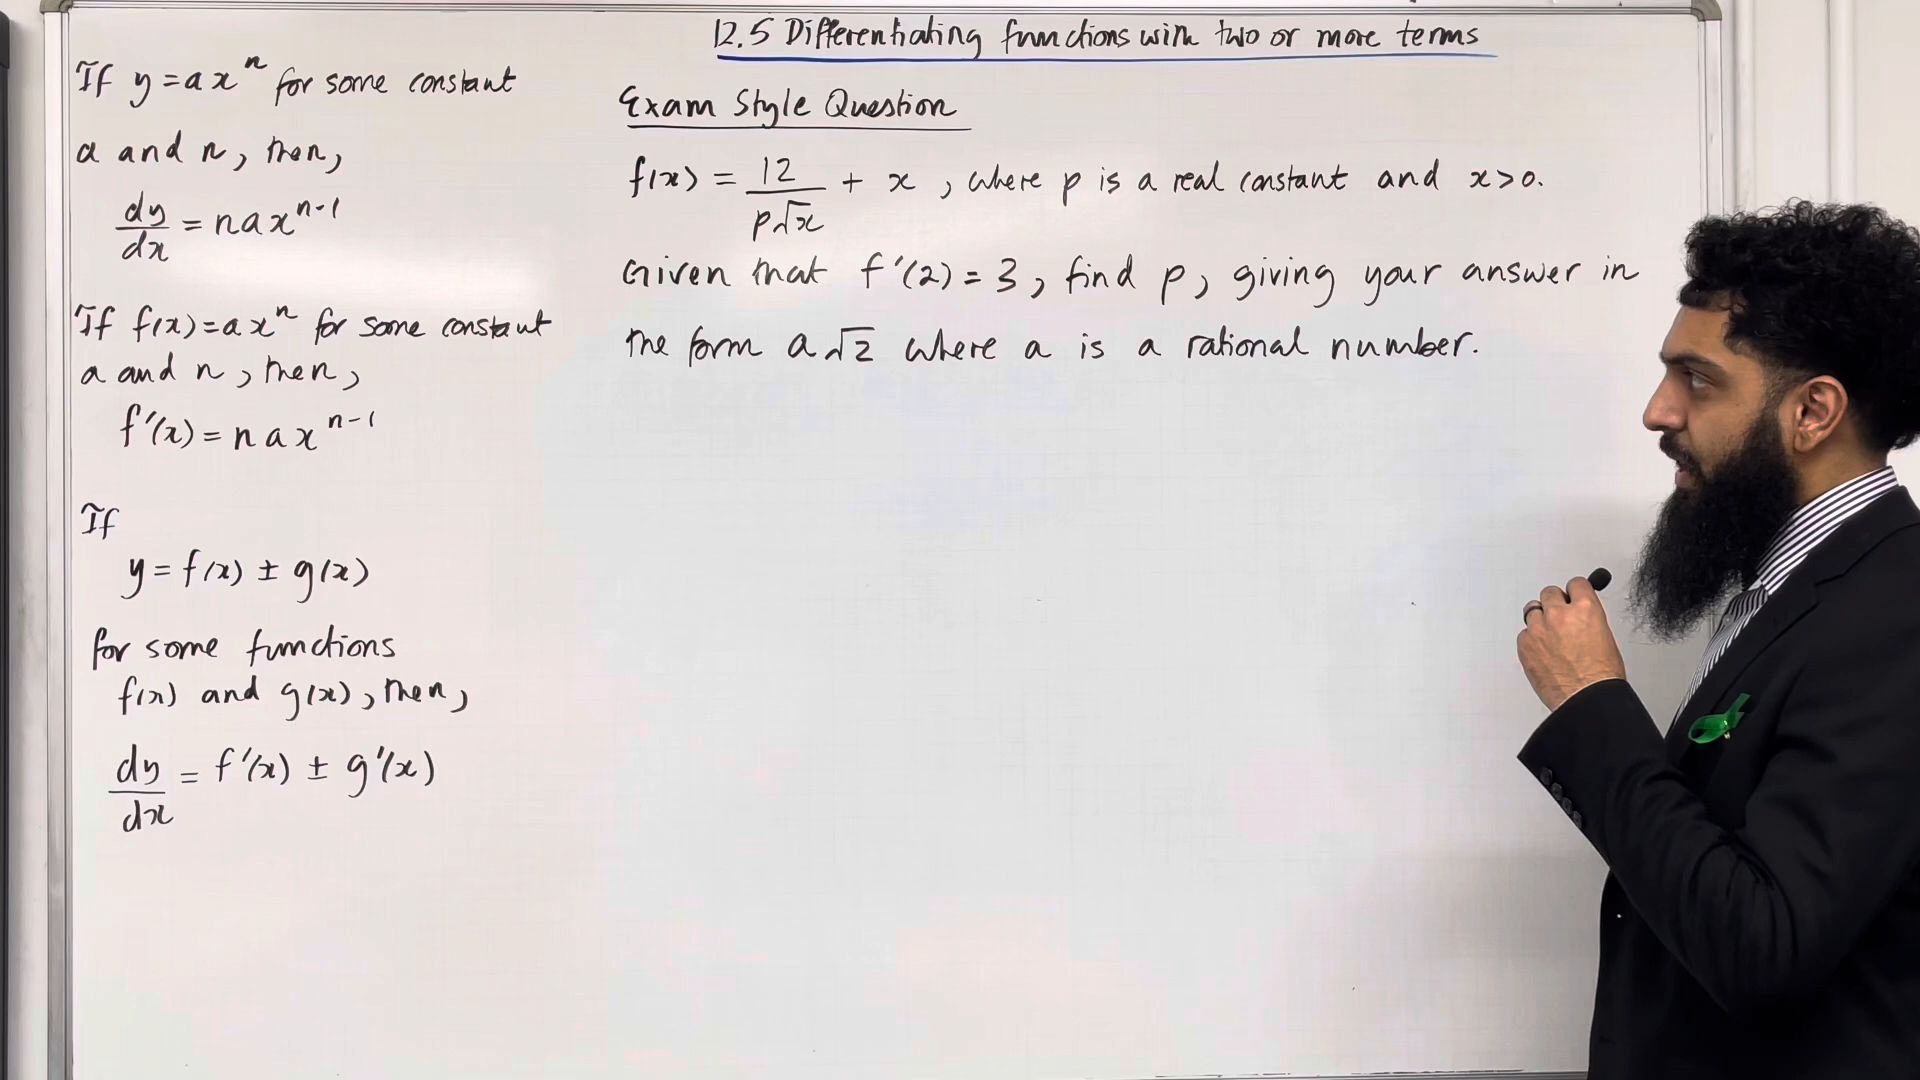 12.5 Differentiating functions with two or more terms
If y = ax^n for some constant
a and n, then,
dy/dx = nax^(n-1)
If f(x) = ax^n for some constant
a and n, then,
f'(x) = nax^(n-1)
If
y = f(x) ± g(x)
for some functions
f(x) and g(x), then,
dy/dx = f'(x) ± g'(x)
Exam Style Question
f(x) = 12/(p√x) + x, where p is a real constant and x>0.
Given that f'(2) = 3, find p, giving your answer in
the form a√2 where a is a rational number.